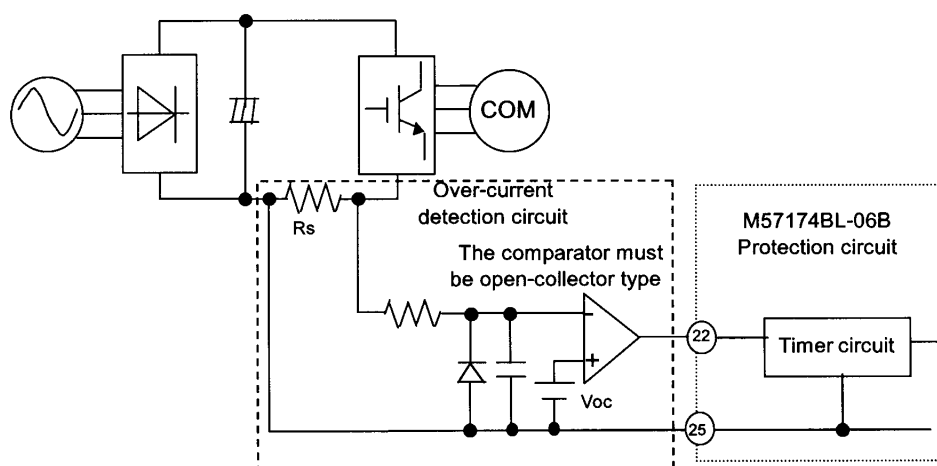 COM
Over-current
detection circuit
Rs
M57174BL-06B
Protection circuit
The comparator must
be open-collector type
-
+
Voc
22
Timer circuit
25